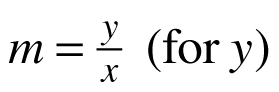 m = y/x (for y)